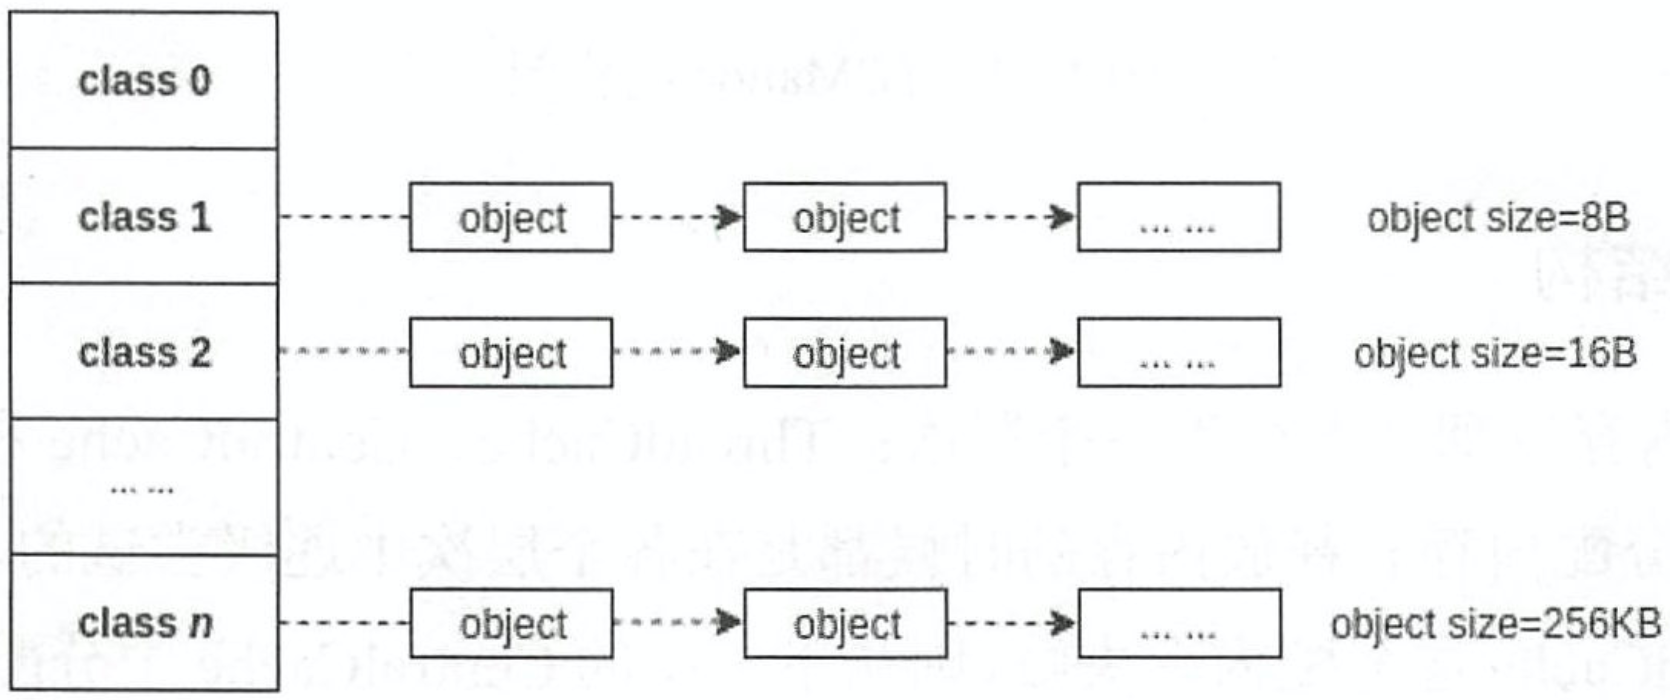 class 0
class 1 object object ... ... object size=8B
class 2 object object ... ... object size=16B
... ...
class n object object ... ... object size=256KB